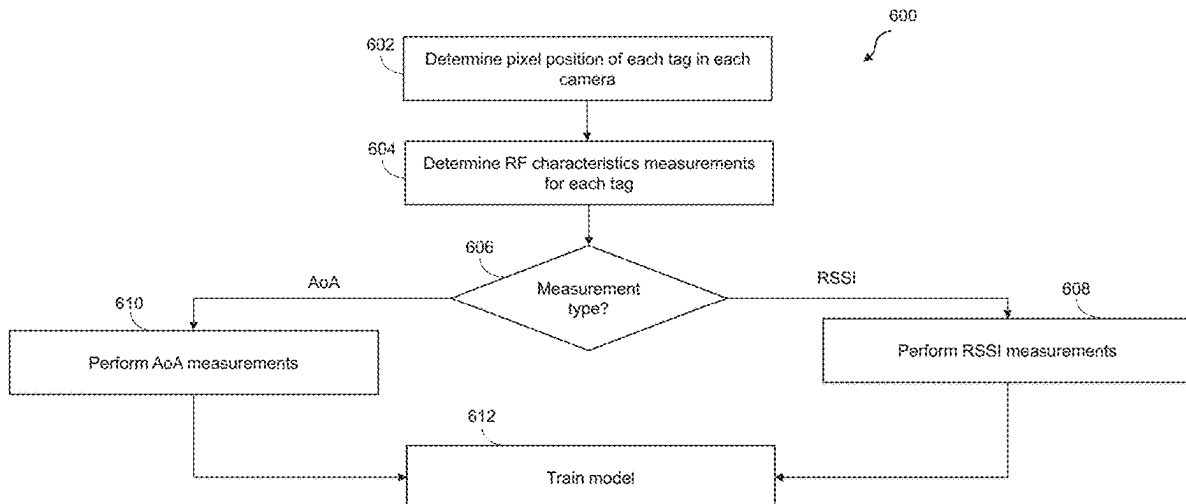 600
602
Determine pixel position of each tag in each
camera
604
Determine RF characteristics measurements
for each tag
606
Measurement
type?
AoA
RSSI
610
Perform AoA measurements
608
Perform RSSI measurements
612
Train model